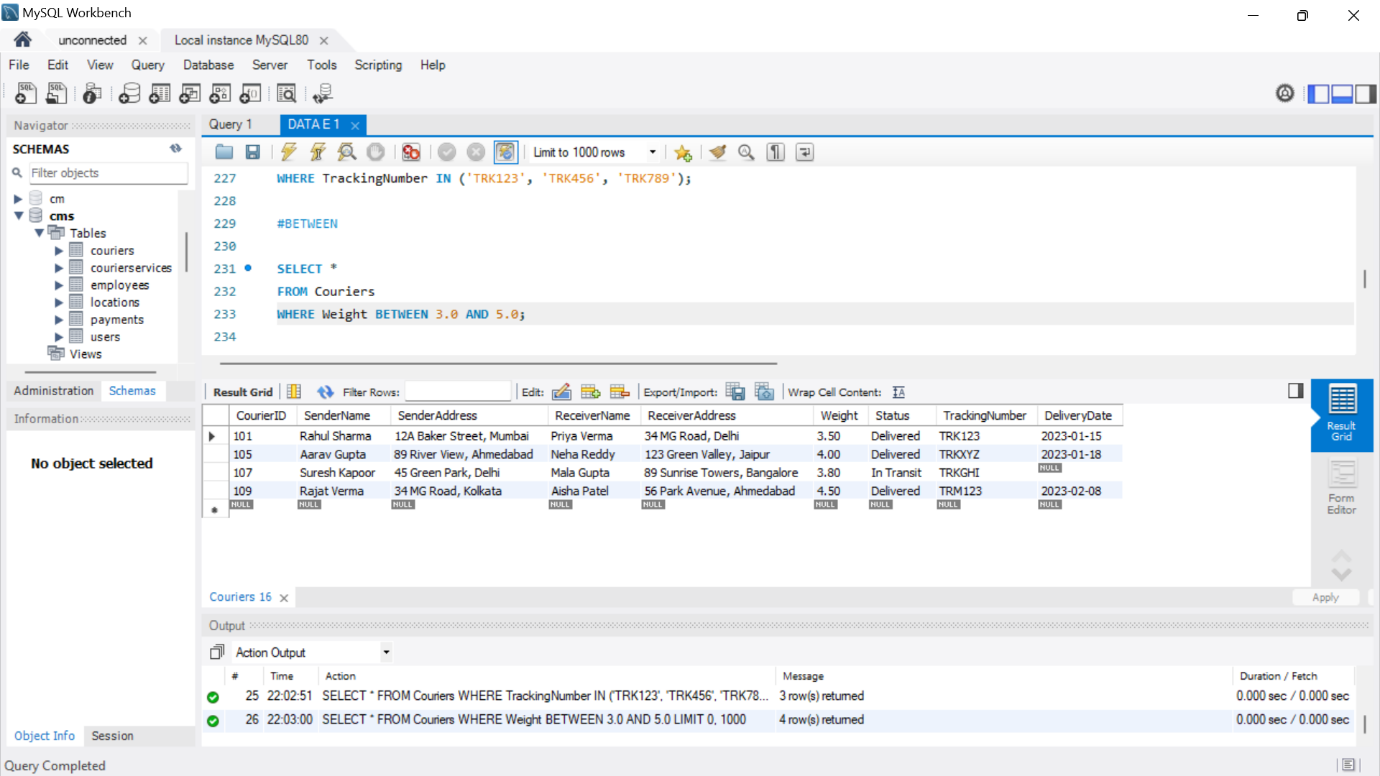 MySQL Workbench
unconnected
Local instance MySQL80
File Edit View Query Database Server Tools Scripting Help
Navigator
SCHEMAS
Filter objects
cm
cms
Tables
couriers
courierservices
employees
locations
payments
users
Views
Administration Schemas
Information
No object selected
Object Info Session
Query 1
DATA E 1
Limit to 1000 rows
227 WHERE TrackingNumber IN ('TRK123', 'TRK456', 'TRK789');
228
229 #BETWEEN
230
231 SELECT *
232 FROM Couriers
233 WHERE Weight BETWEEN 3.0 AND 5.0;
234
Result Grid Filter Rows: Edit: Export/Import: Wrap Cell Content:
CourierID SenderName SenderAddress ReceiverName ReceiverAddress Weight Status TrackingNumber DeliveryDate
101 Rahul Sharma 12A Baker Street, Mumbai Priya Verma 34 MG Road, Delhi 3.50 Delivered TRK123 2023-01-15
105 Aarav Gupta 89 River View, Ahmedabad Neha Reddy 123 Green Valley, Jaipur 4.00 Delivered TRKXYZ 2023-01-18
107 Suresh Kapoor 45 Green Park, Delhi Mala Gupta 89 Sunrise Towers, Bangalore 3.80 In Transit TRKGHI NULL
109 Rajat Verma 34 MG Road, Kolkata Aisha Patel 56 Park Avenue, Ahmedabad 4.50 Delivered TRM123 2023-02-08
NULL NULL NULL NULL NULL NULL NULL NULL NULL
Result
Grid
Form
Editor
Couriers 16
Apply
Output
Action Output
# Time Action Message Duration / Fetch
25 22:02:51 SELECT * FROM Couriers WHERE TrackingNumber IN ('TRK123', 'TRK456', 'TRK78... 3 row(s) returned 0.000 sec / 0.000 sec
26 22:03:00 SELECT * FROM Couriers WHERE Weight BETWEEN 3.0 AND 5.0 LIMIT 0, 1000 4 row(s) returned 0.000 sec / 0.000 sec
Query Completed